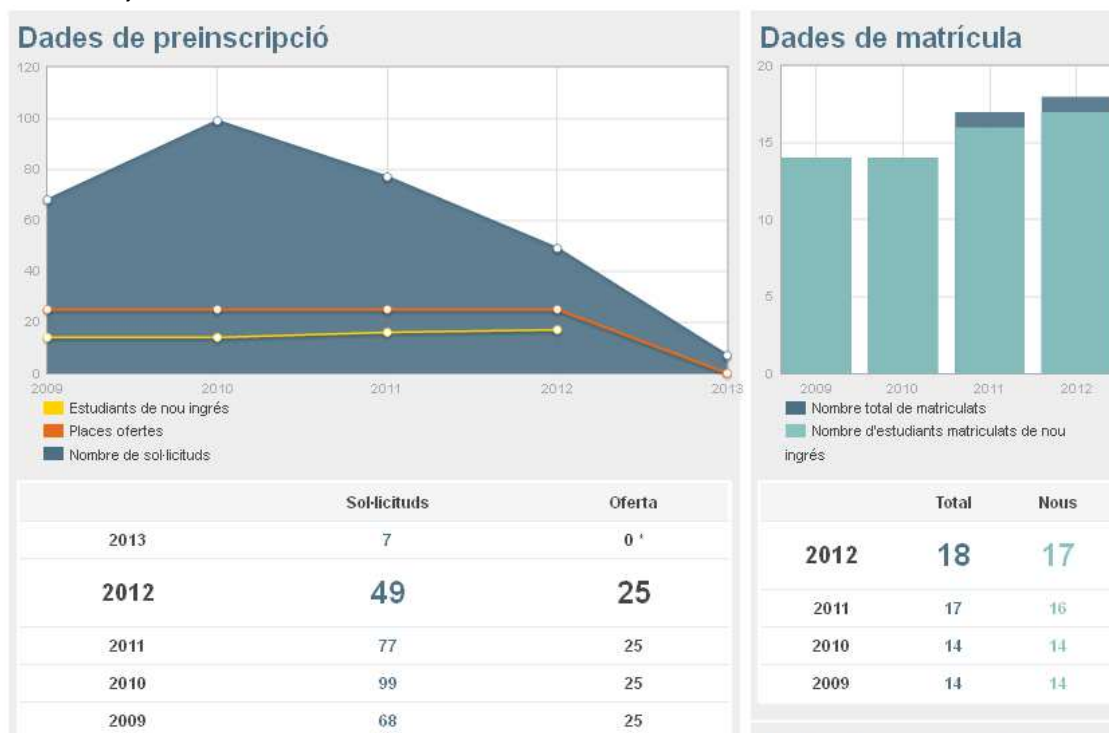 Dades de preinscripció
120
100
80
60
40
20
0
2009 2010 2011 2012 2013
Estudiants de nou ingrés
Places ofertes
Nombre de sol·licituds
Sol·licituds Oferta
2013 7 0
2012 49 25
2011 77 25
2010 99 25
2009 68 25
Dades de matrícula
20
15
10
5
0
2009 2010 2011 2012
Nombre total de matriculats
Nombre d'estudiants matriculats de nou
ingrés
Total Nous
2012 18 17
2011 17 16
2010 14 14
2009 14 14